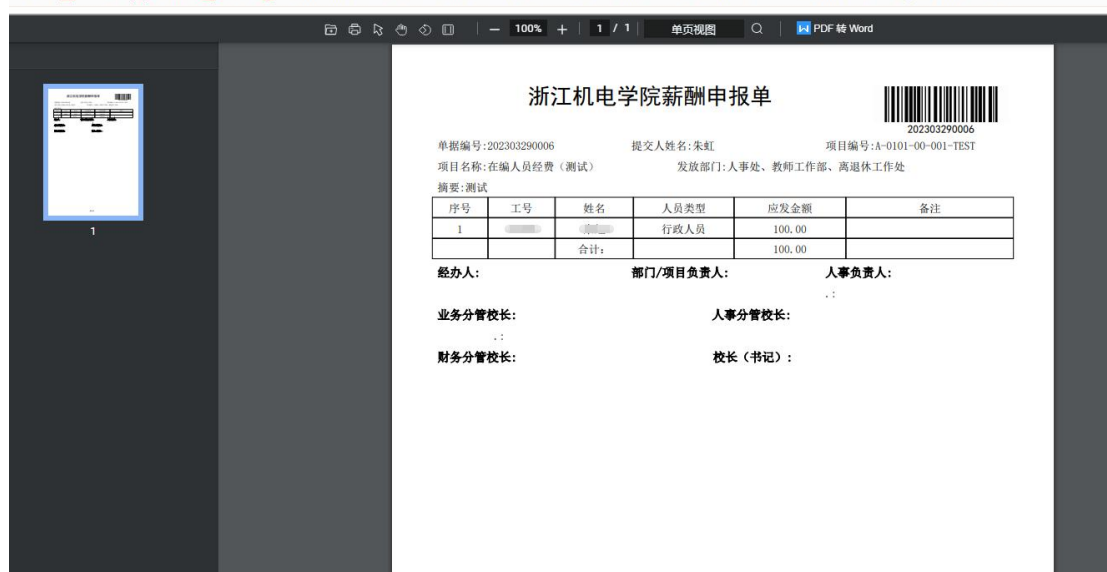 100% 1 / 1 单页视图 PDF 转 Word
1
浙江机电学院薪酬申报单
202303290006
单据编号:202303290006 提交人姓名:朱虹 项目编号:A-0101-00-001-TEST
项目名称:在编人员经费（测试） 发放部门:人事处、教师工作部、离退休工作处
摘要:测试
序号 工号 姓名 人员类型 应发金额 备注
1 行政人员 100.00
合计: 100.00
经办人: 部门/项目负责人: 人事负责人:
.:
业务分管校长: 人事分管校长:
.:
财务分管校长: 校长（书记）: